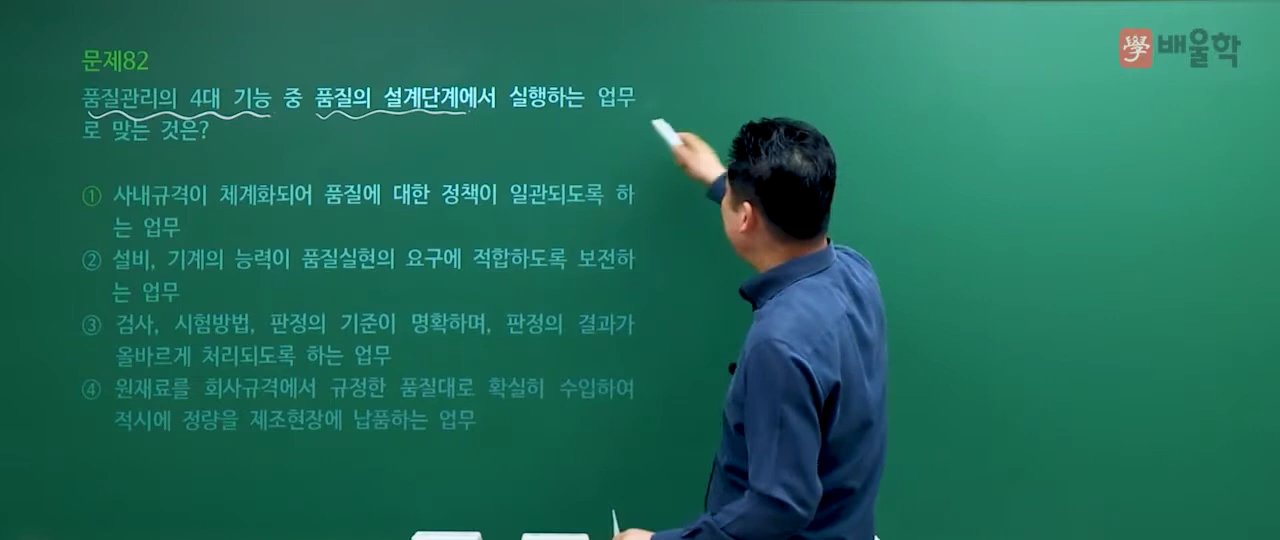 學 배울학
문제82
품질관리의 4대 기능 중 품질의 설계단계에서 실행하는 업무
로 맞는 것은?
① 사내규격이 체계화되어 품질에 대한 정책이 일관되도록 하
는 업무
② 설비, 기계의 능력이 품질실현의 요구에 적합하도록 보전하
는 업무
③ 검사, 시험방법, 판정의 기준이 명확하며, 판정의 결과가
올바르게 처리되도록 하는 업무
④ 원재료를 회사규격에서 규정한 품질대로 확실히 수입하여
적시에 정량을 제조현장에 납품하는 업무